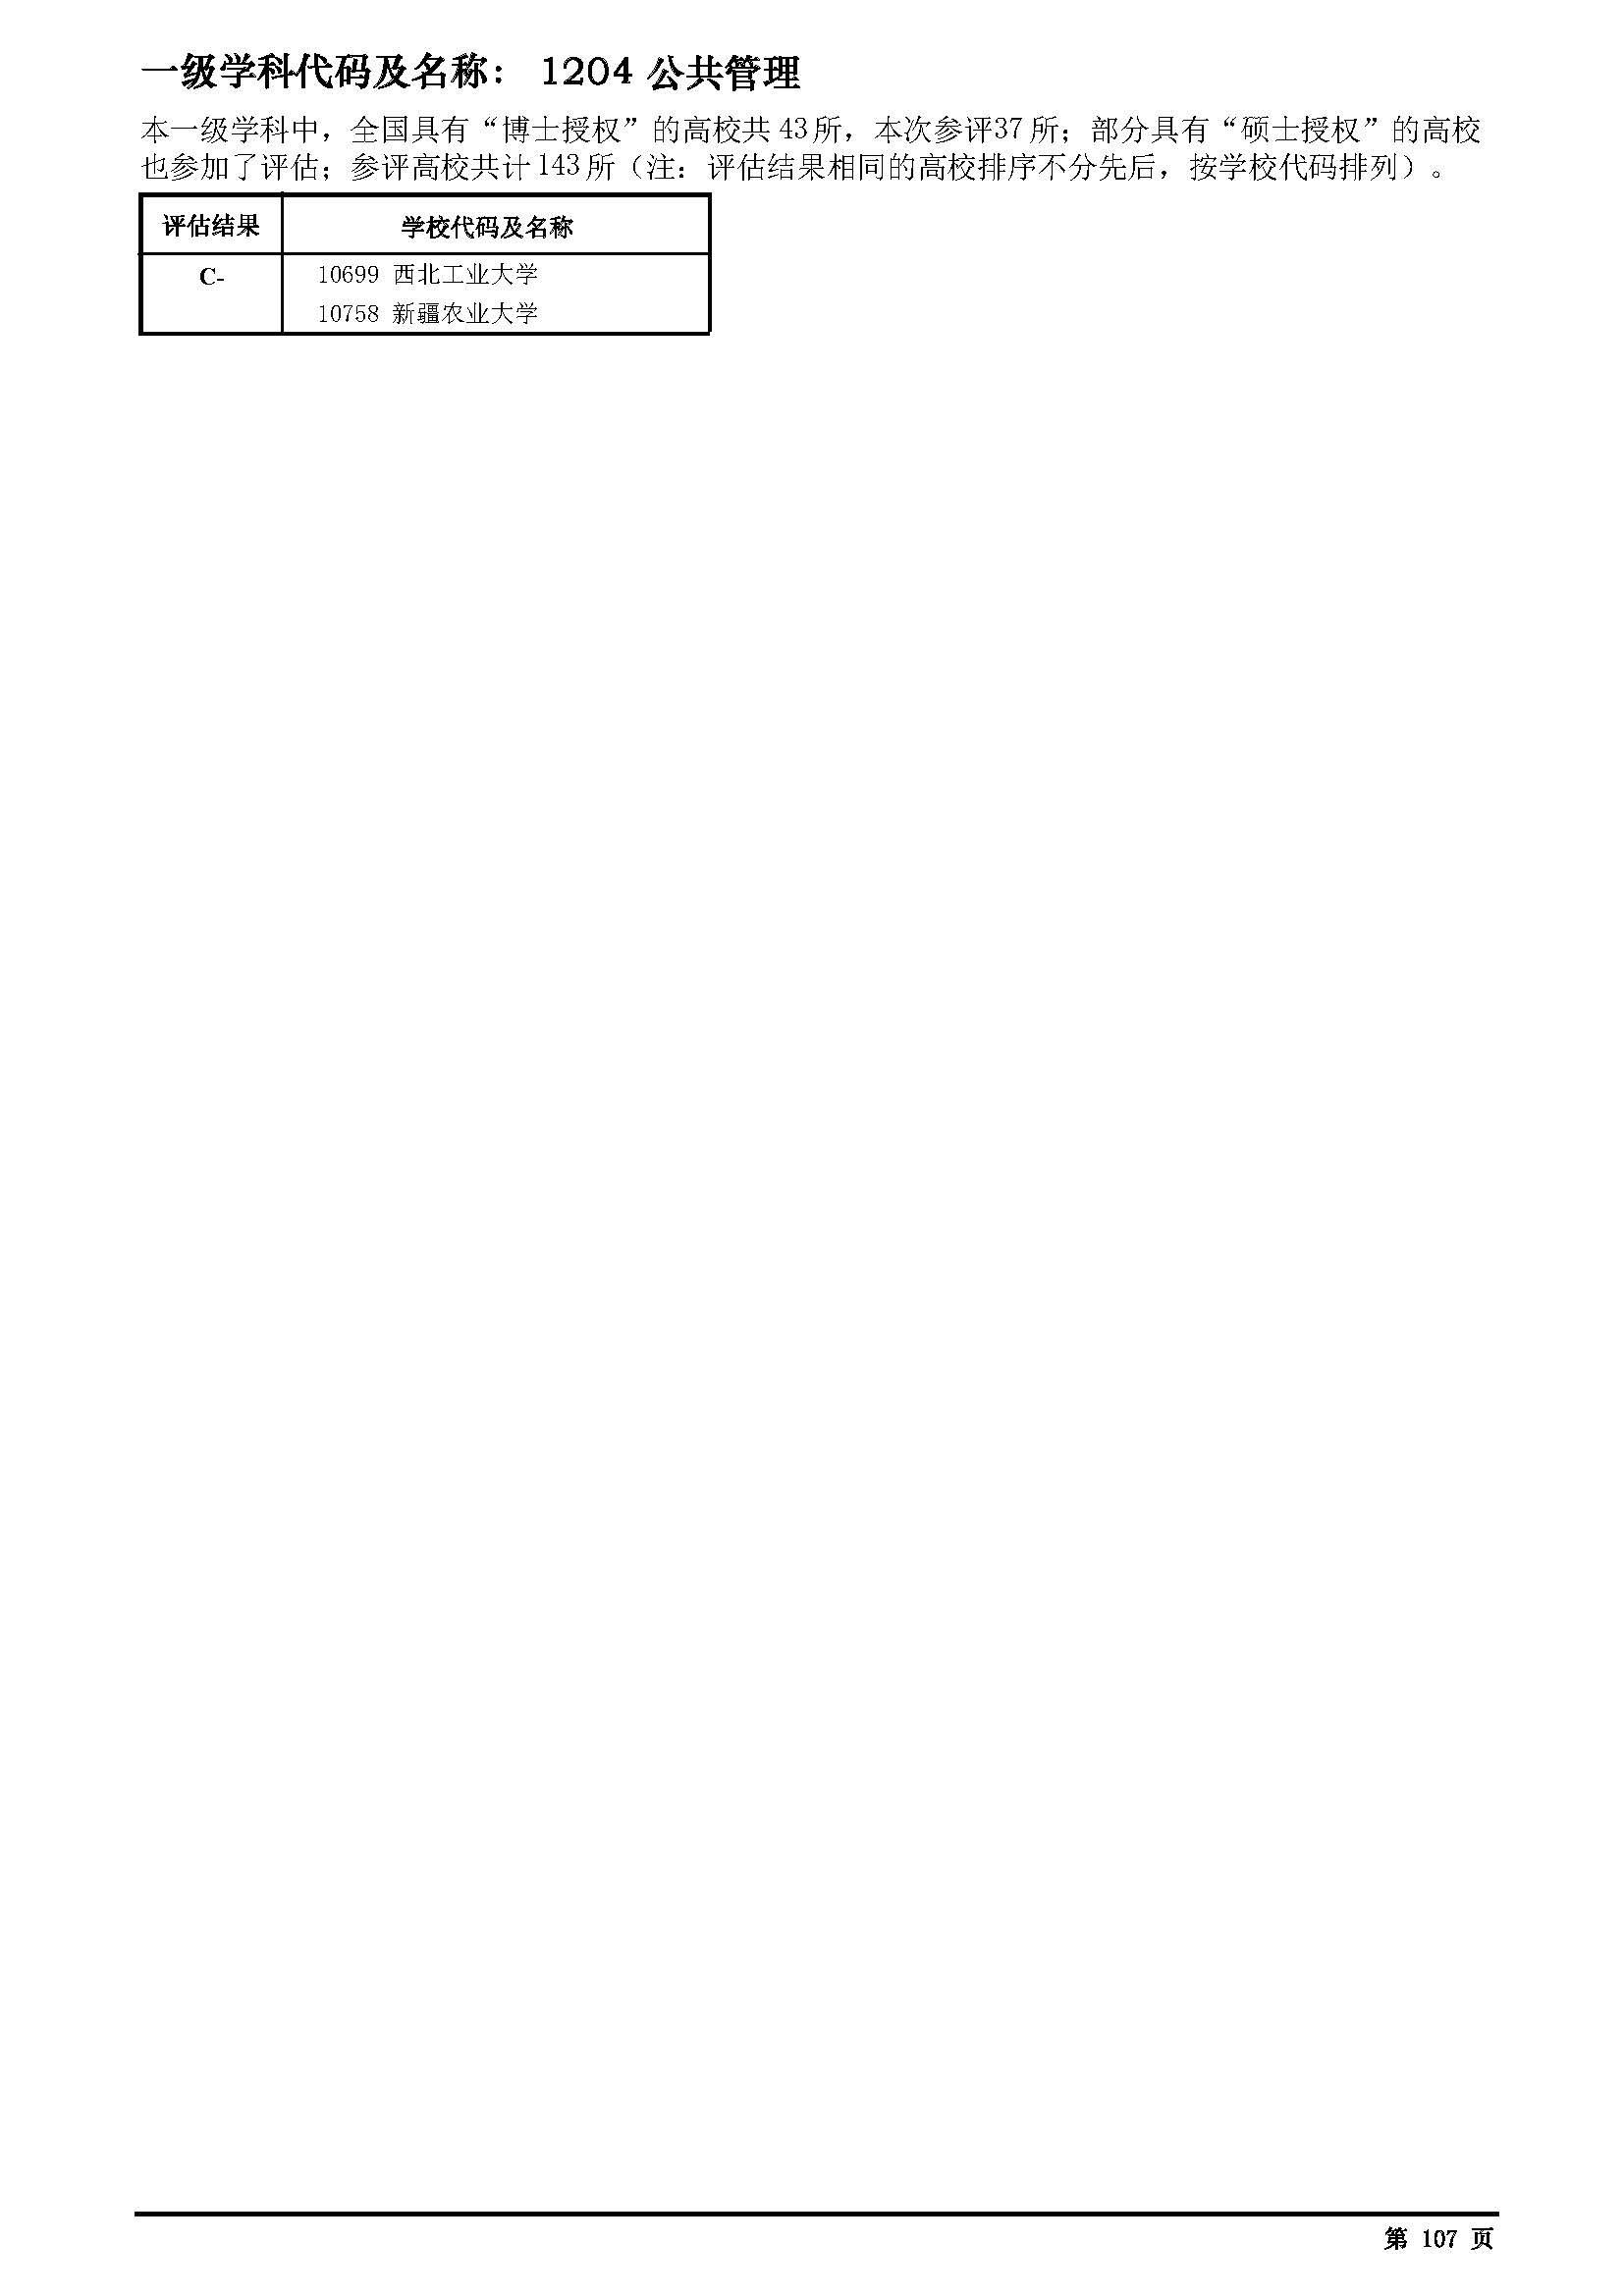 一级学科代码及名称： 1204 公共管理
本一级学科中，全国具有“博士授权”的高校共 43 所，本次参评37 所；部分具有“硕士授权”的高校
也参加了评估；参评高校共计 143 所（注：评估结果相同的高校排序不分先后，按学校代码排列）。
评估结果 学校代码及名称
C- 10699 西北工业大学
10758 新疆农业大学
第 107 页